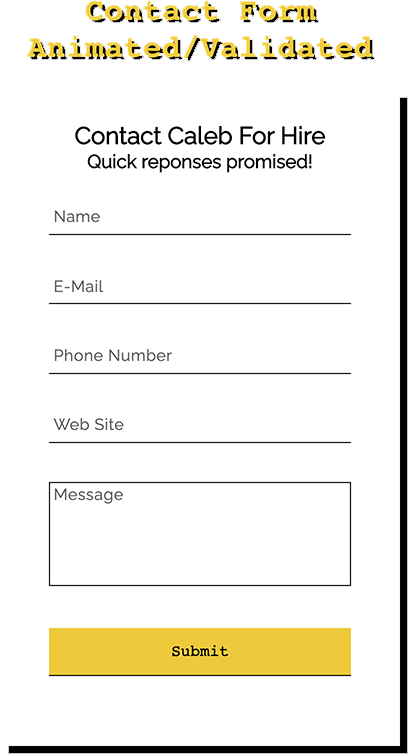 Contact Form
Animated/Validated
Contact Caleb For Hire
Quick reponses promised!
Name
E-Mail
Phone Number
Web Site
Message
Submit